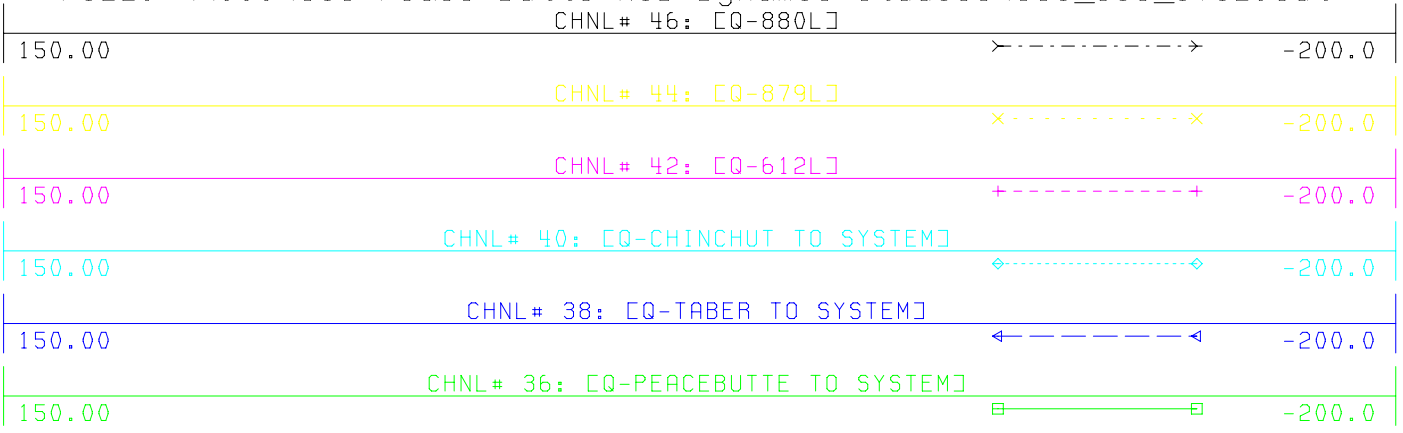 CHNL# 46: [Q-880L]
150.00 -200.0
CHNL# 44: [Q-879L]
150.00 -200.0
CHNL# 42: [Q-612L]
150.00 -200.0
CHNL# 40: [Q-CHINCHUT TO SYSTEM]
150.00 -200.0
CHNL# 38: [Q-TABER TO SYSTEM]
150.00 -200.0
CHNL# 36: [Q-PEACEBUTTE TO SYSTEM]
150.00 -200.0